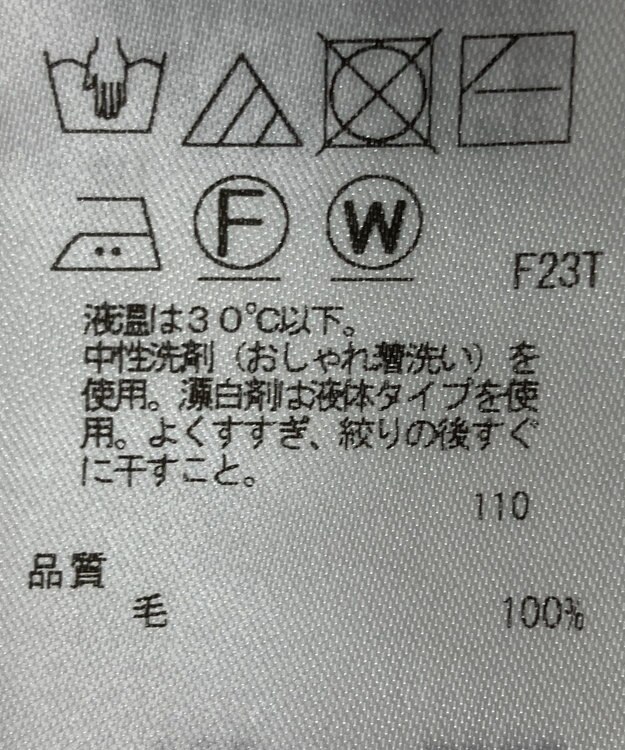 F W
F23T
液温は30℃以下。
中性洗剤（おしゃれ着洗い）を
使用。漂白剤は液体タイプを使
用。よくすすぎ、絞りの後すぐ
に干すこと。
110
品質
毛 100%